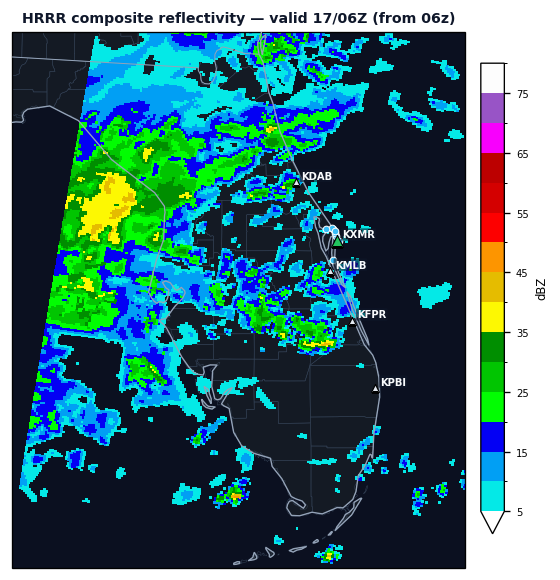 HRRR composite reflectivity — valid 17/06Z (from 06z)
KDAB
KXMR
KMLB
KFPR
KPBI
75
65
55
45
35
25
15
5
dBZ